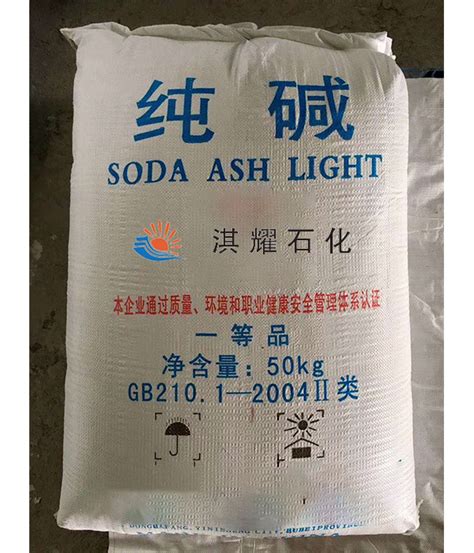 纯碱
SODA ASH LIGHT
淇耀石化
本企业通过质量、环境和职业健康安全管理体系认证
一等品
净含量：50kg
GB210.1—2004Ⅱ类